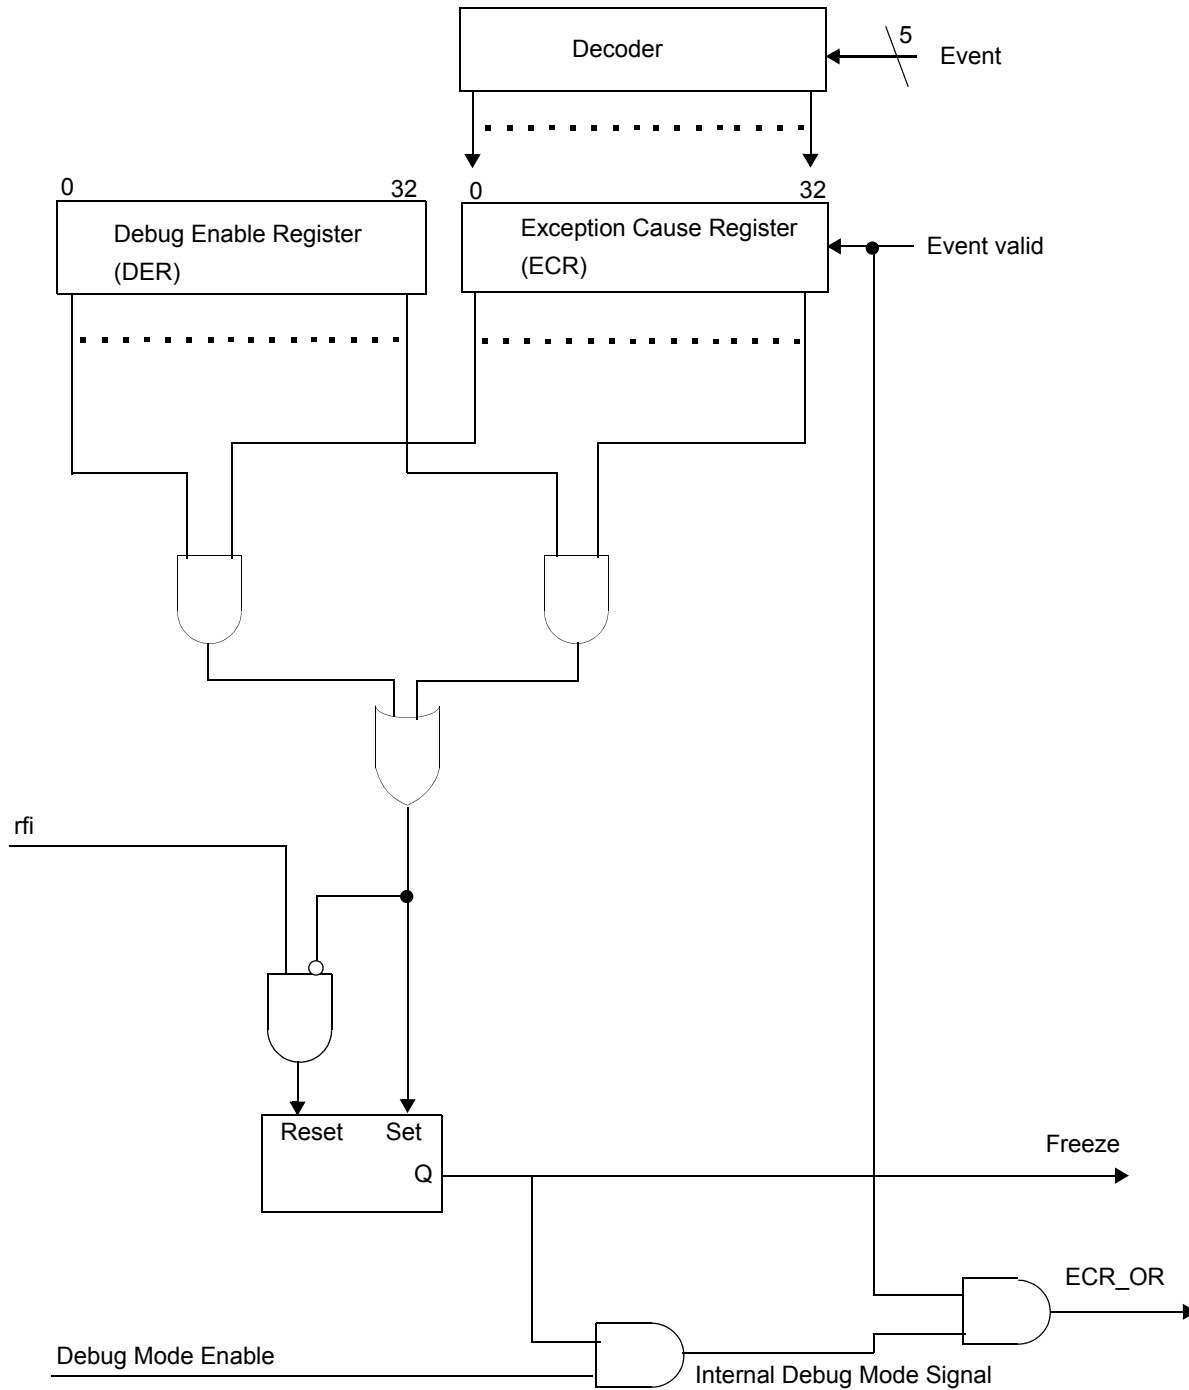 Decoder
5
Event
0
32
0
32
Debug Enable Register
(DER)
Exception Cause Register
(ECR)
Event valid
rfi
Reset
Set
Q
Freeze
ECR_OR
Debug Mode Enable
Internal Debug Mode Signal